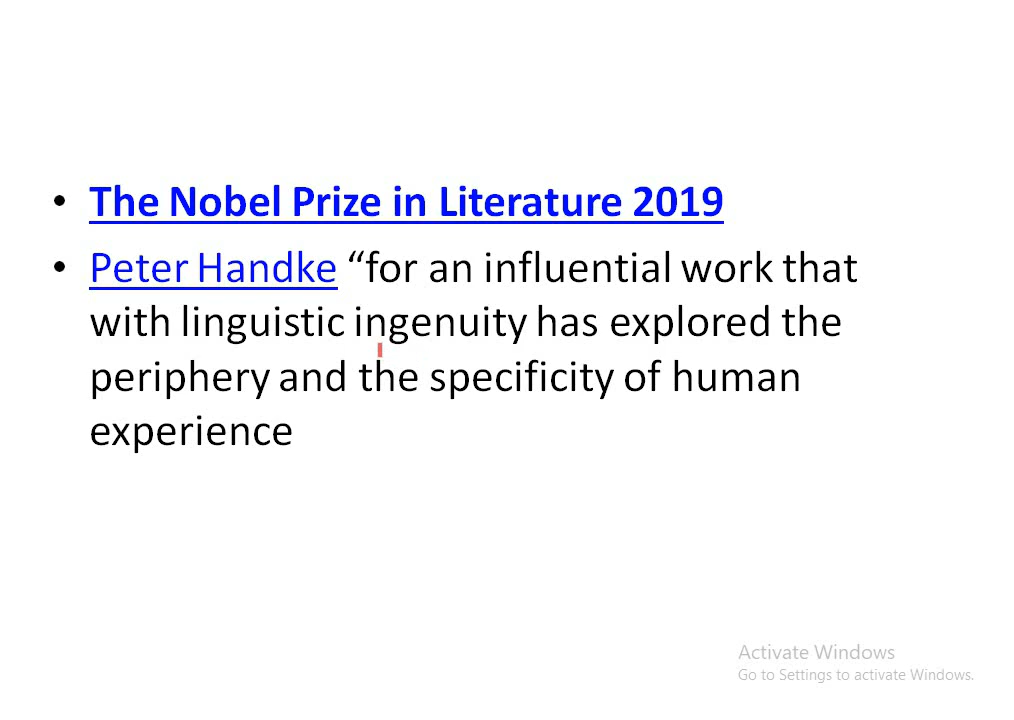 • The Nobel Prize in Literature 2019
• Peter Handke “for an influential work that
with linguistic ingenuity has explored the
periphery and the specificity of human
experience
Activate Windows
Go to Settings to activate Windows.